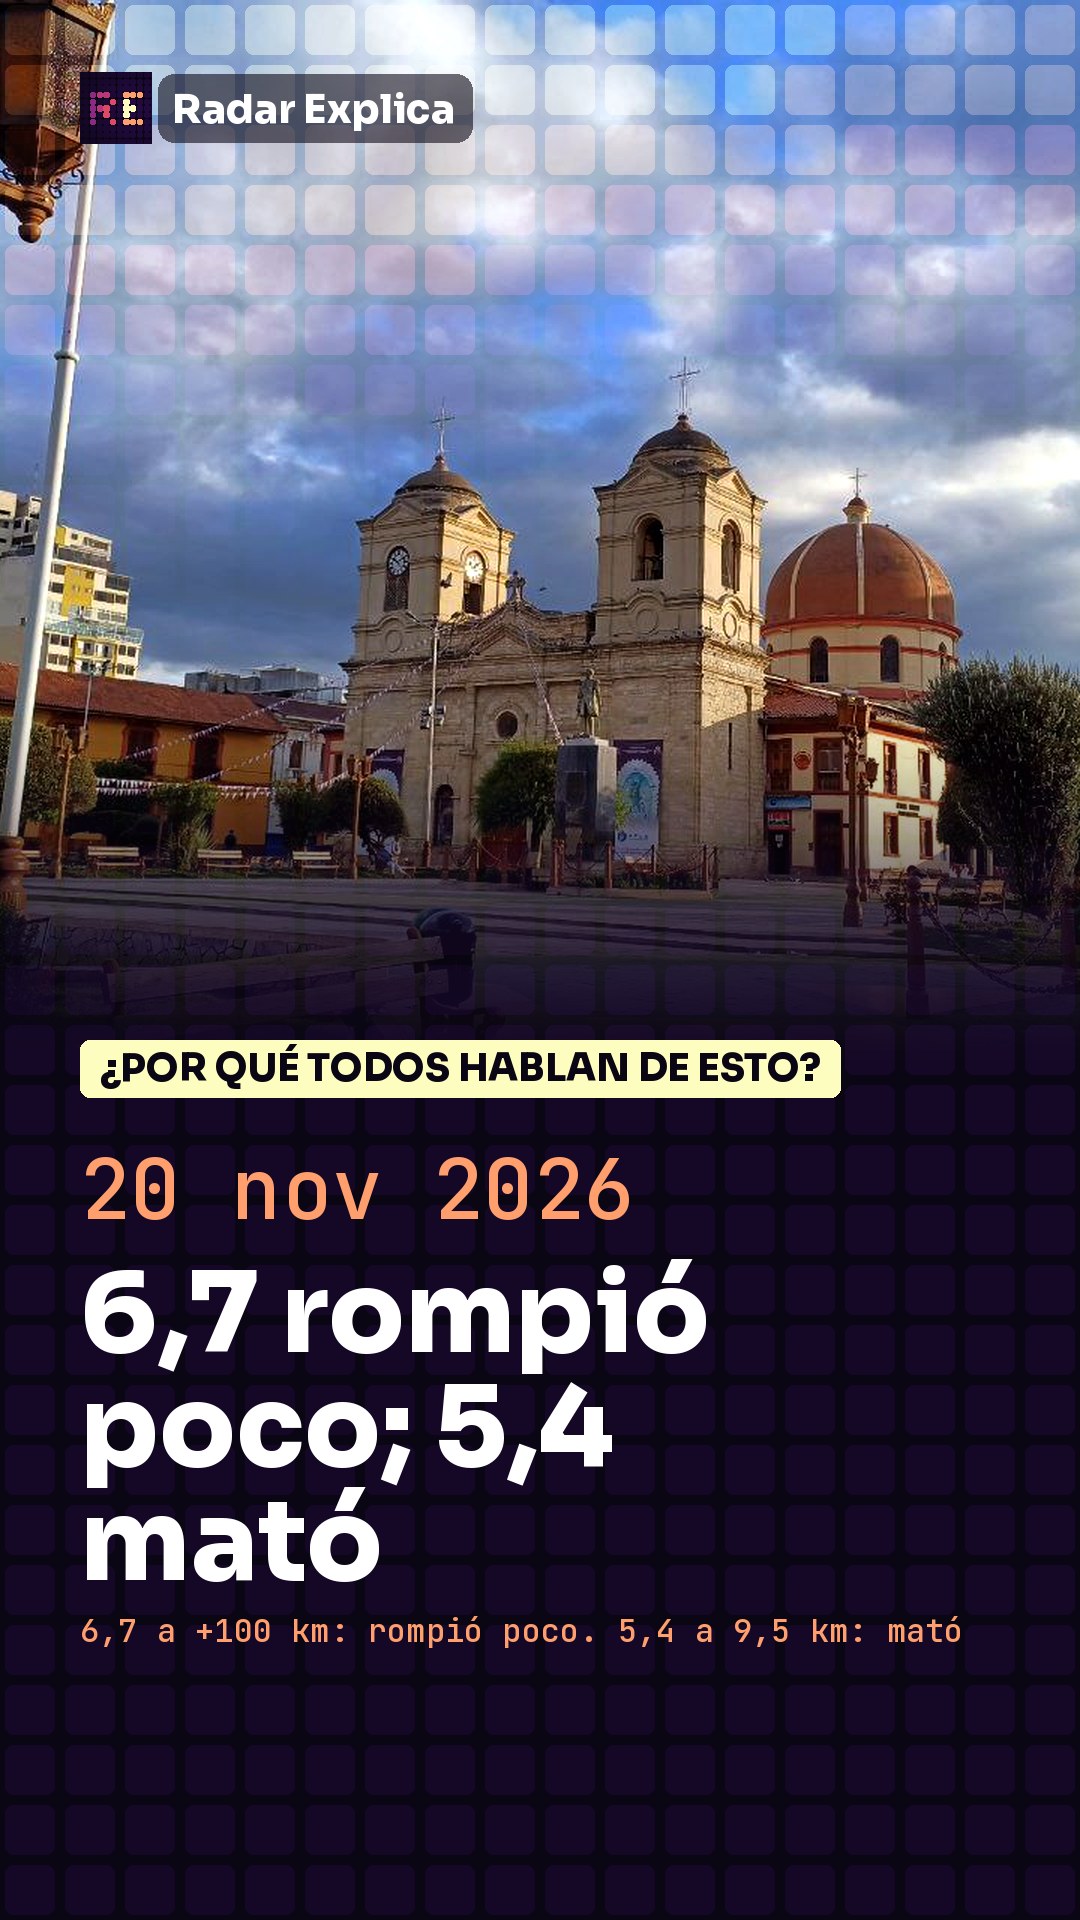 RE Radar Explica
¿POR QUÉ TODOS HABLAN DE ESTO?
20 nov 2026
6,7 rompió
poco; 5,4
mató
6,7 a +100 km: rompió poco. 5,4 a 9,5 km: mató